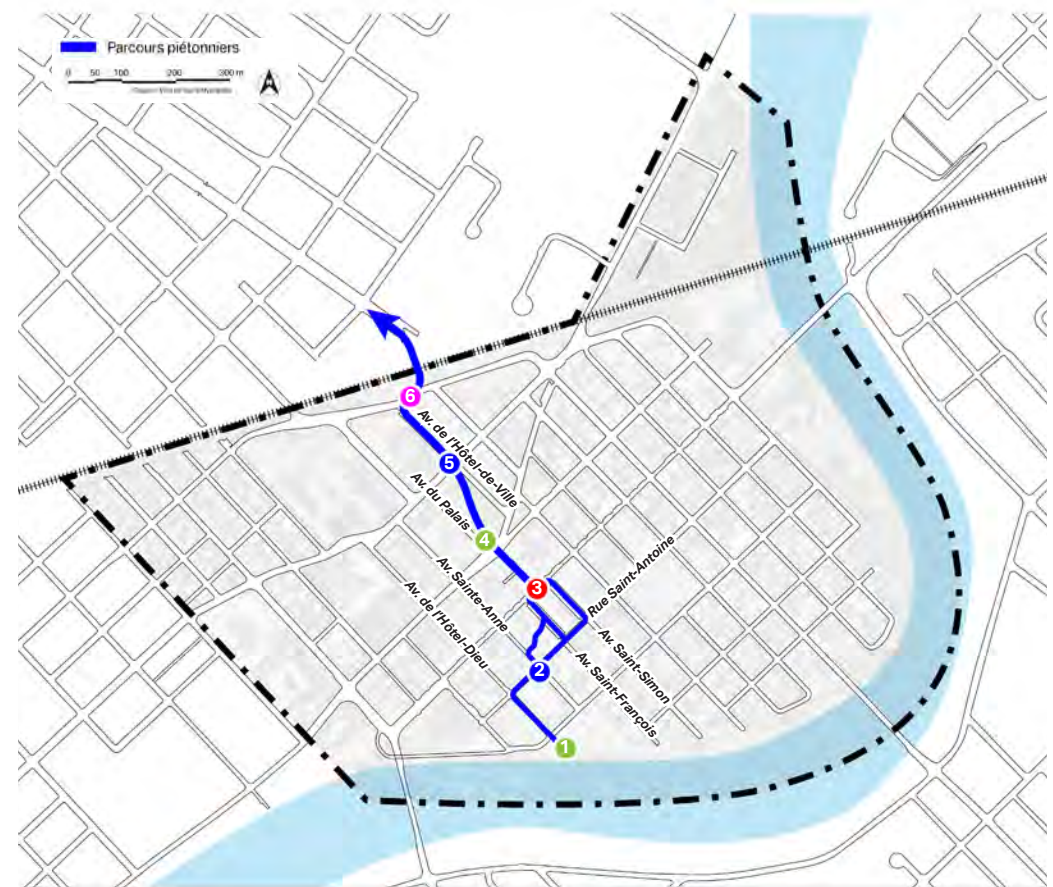 Parcours piétonniers
0 50 100 200 300 m
N
6
Av. de l'Hôtel-de-Ville
5
Av. du Palais
4
3
Rue Saint-Antoine
Av. Sainte-Anne
Av. de l'Hôtel-Dieu
Av. Saint-Simon
2
Av. Saint-François
1